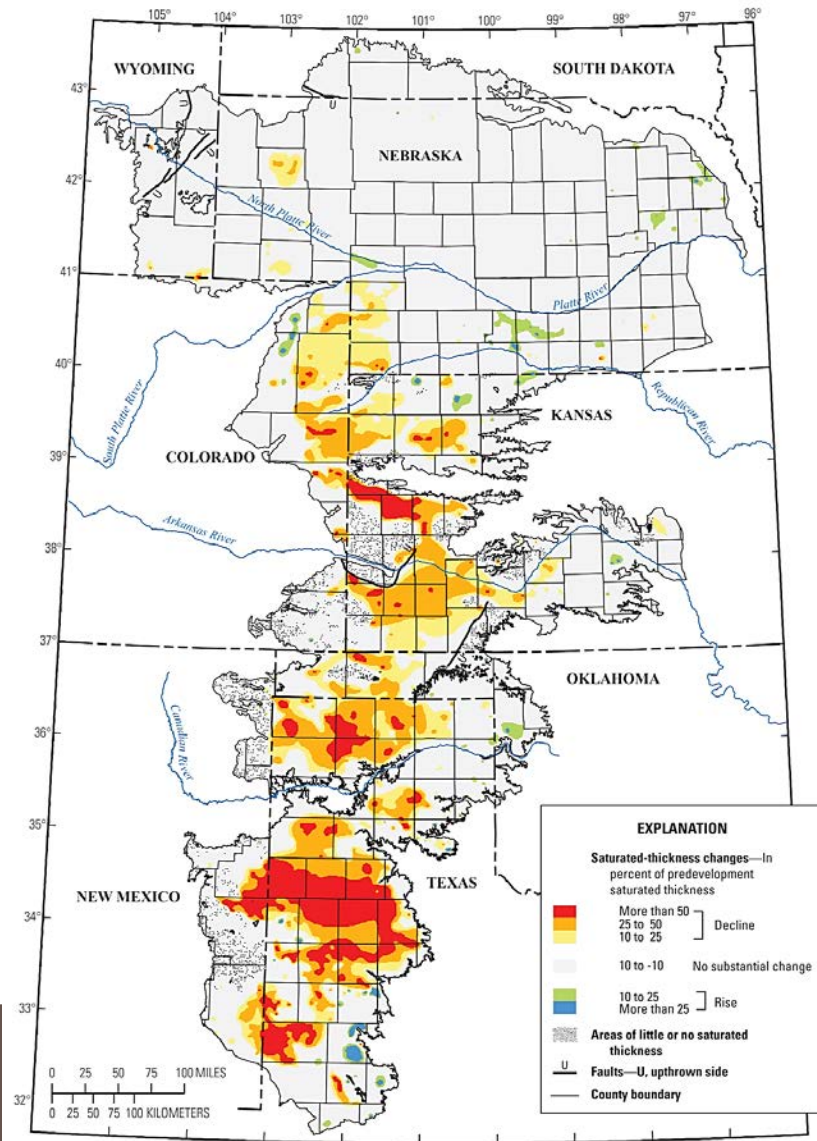 105°
104°
103°
102°
101°
100°
99°
98°
97°
96°
WYOMING
SOUTH DAKOTA
43°
U
U
NEBRASKA
42°
North Platte River
41°
Platte River
40°
South Platte River
Republican River
KANSAS
COLORADO
39°
Arkansas River
38°
37°
OKLAHOMA
36°
Canadian River
35°
NEW MEXICO
TEXAS
34°
33°
32°
0 25 50 75 100 MILES
0 25 50 75 100 KILOMETERS
EXPLANATION
Saturated-thickness changes—In
percent of predevelopment
saturated thickness
More than 50
25 to 50
10 to 25
Decline
10 to -10 No substantial change
10 to 25
More than 25
Rise
Areas of little or no saturated
thickness
U
Faults—U, upthrown side
County boundary